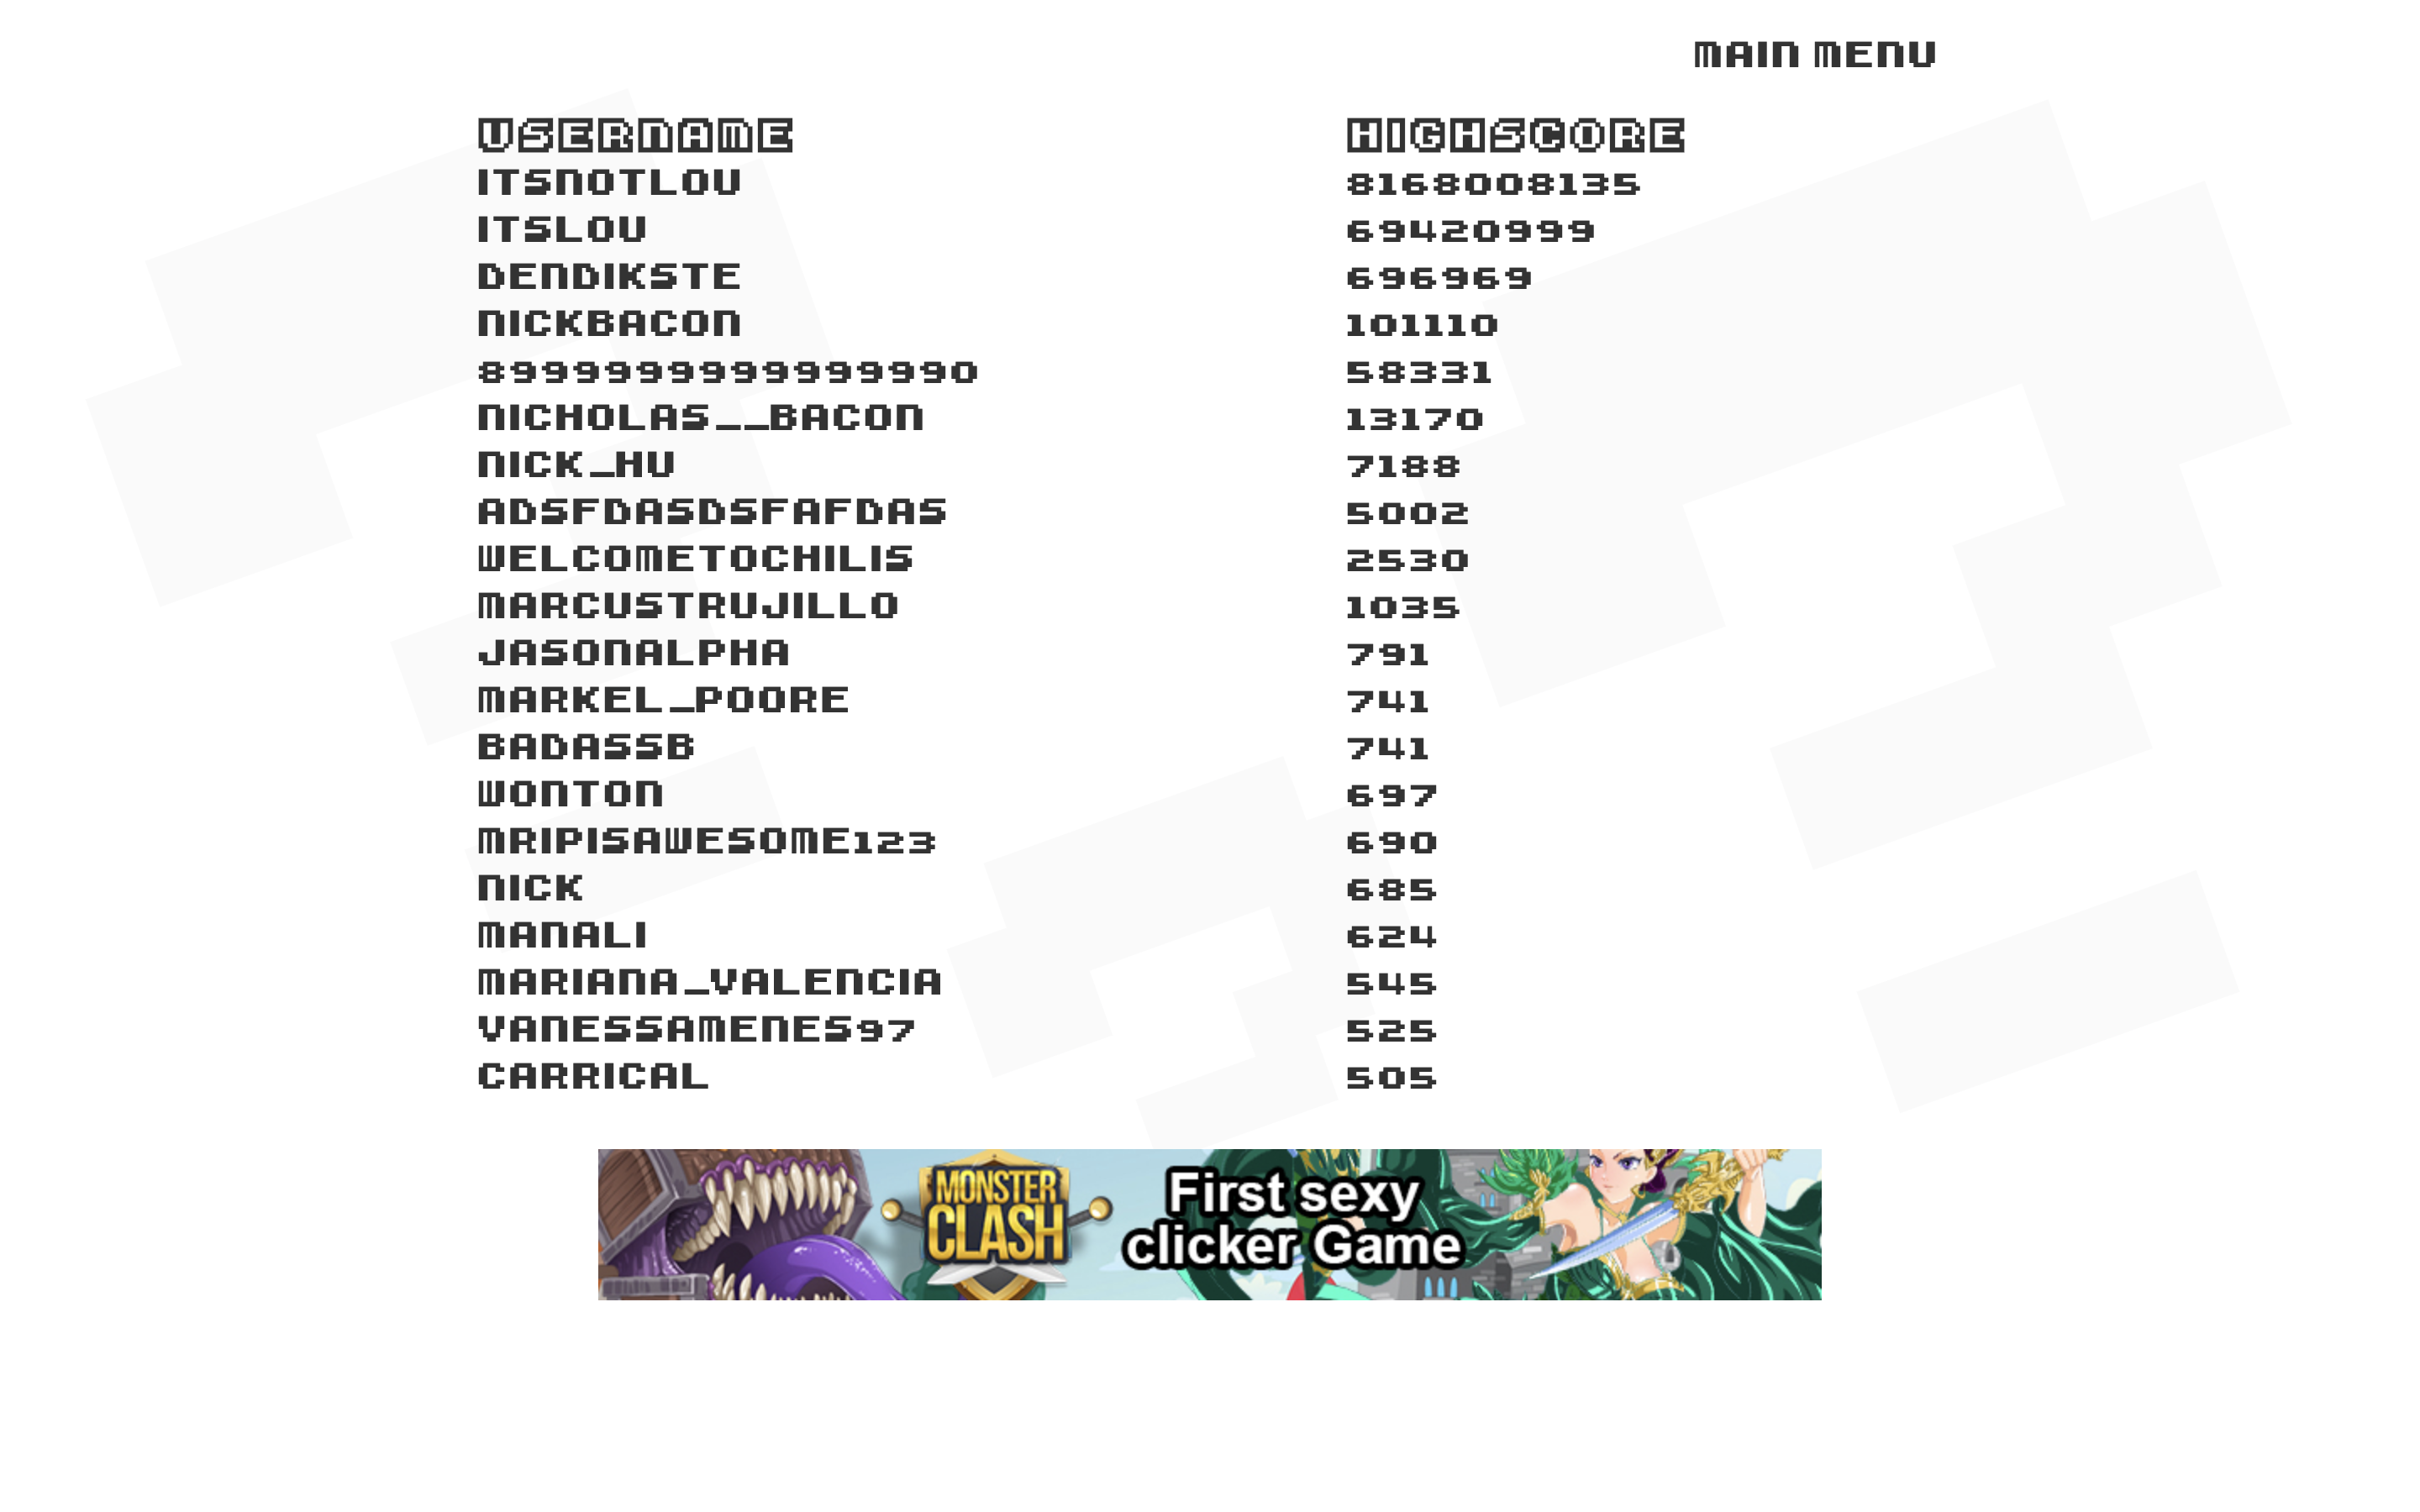 MAIN MENU
USERNAME HIGHSCORE
ITSNOTLOU 8168008135
ITSLOU 69420999
DENDIKSTE 696969
NICKBACON 101110
8999999999999990 58331
NICHOLAS__BACON 13170
NICK_HU 7188
ADSFDASDSFAFDAS 5002
WELCOMETOCHILIS 2530
MARCUSTRUJILLO 1035
JASONALPHA 791
MARKEL_POORE 741
BADASSB 741
WONTON 697
MRIPISAWESOME123 690
NICK 685
MANALI 624
MARIANA_VALENCIA 545
VANESSAMENES97 525
CARRICAL 505
MONSTER
CLASH
First sexy
clicker Game